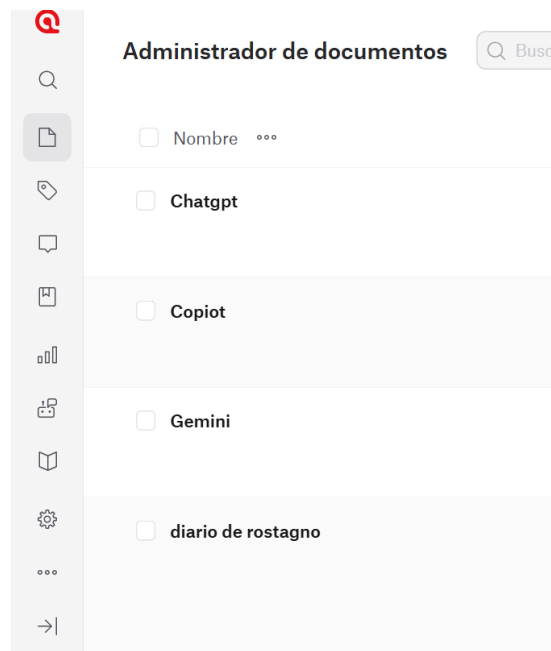 Administrador de documentos
Nombre
Chatgpt
Copiot
Gemini
diario de rostagno